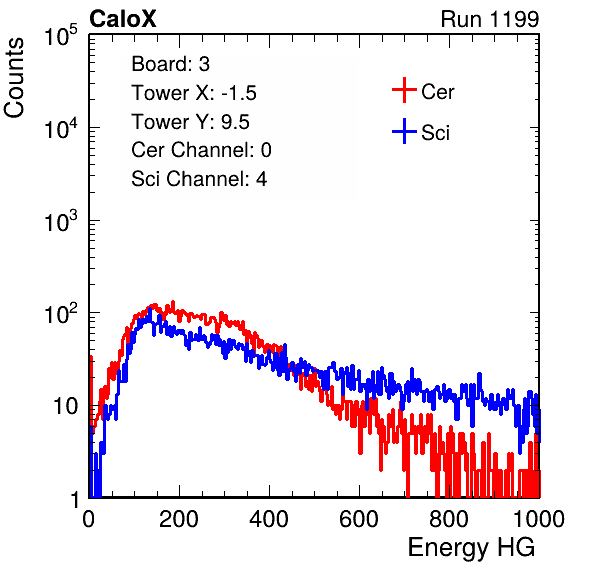 CaloX Run 1199
Counts
Board: 3
Tower X: -1.5
Tower Y: 9.5
Cer Channel: 0
Sci Channel: 4
Cer
Sci
10^5
10^4
10^3
10^2
10
1
0 200 400 600 800 1000
Energy HG